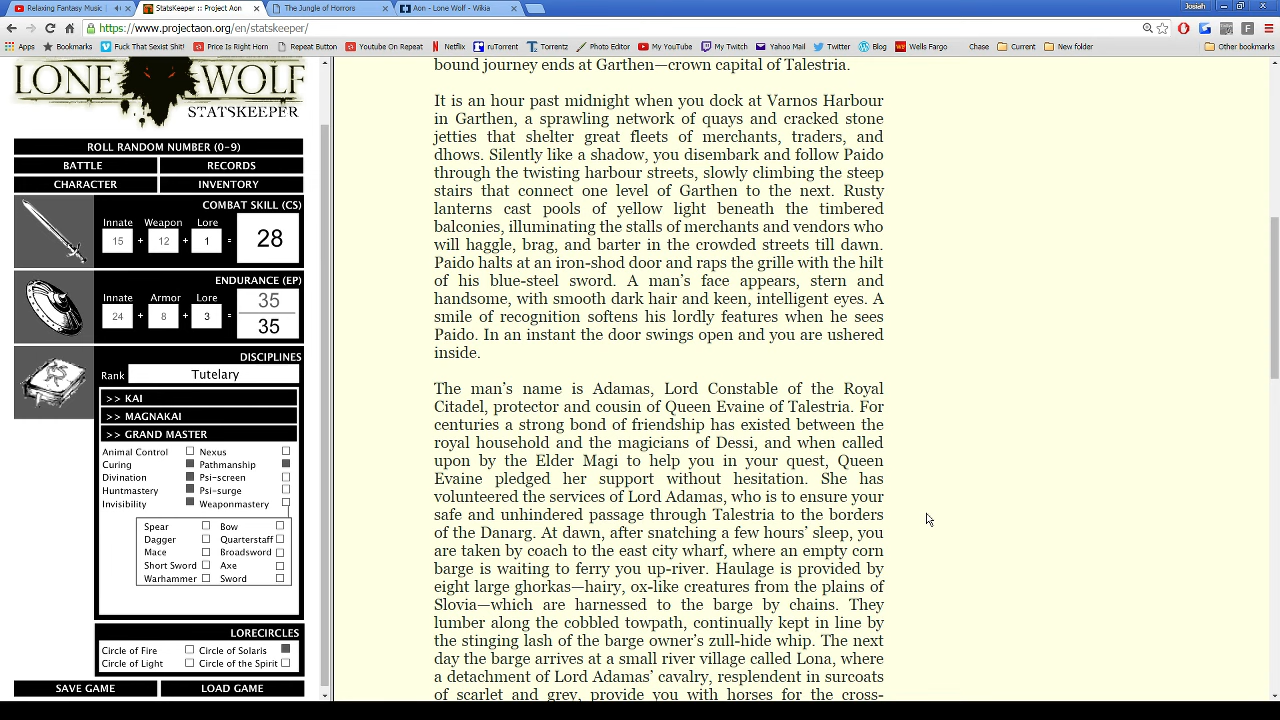 Relaxing Fantasy Music
StatsKeeper :: Project Aon
The Jungle of Horrors
Aon - Lone Wolf - Wikia
Josiah
https://www.projectaon.org/en/statskeeper/
Apps
Bookmarks
Fuck That Sexist Shit!
Price Is Right Horn
Repeat Button
Youtube On Repeat
Netflix
ruTorrent
Torrentz
Photo Editor
My YouTube
My Twitch
Yahoo Mail
Twitter
Blog
Wells Fargo
Chase
Current
New folder
Other bookmarks
LONE WOLF
STATSKEEPER
ROLL RANDOM NUMBER (0-9)
BATTLE
RECORDS
CHARACTER
INVENTORY
COMBAT SKILL (CS)
Innate Weapon Lore
15 + 12 + 1 = 28
ENDURANCE (EP)
Innate Armor Lore
35
24 + 8 + 3 =
35
DISCIPLINES
Rank Tutelary
>> KAI
>> MAGNAKAI
>> GRAND MASTER
Animal Control Nexus
Curing Pathmanship
Divination Psi-screen
Huntmastery Psi-surge
Invisibility Weaponmastery
Spear Bow
Dagger Quarterstaff
Mace Broadsword
Short Sword Axe
Warhammer Sword
LORECIRCLES
Circle of Fire Circle of Solaris
Circle of Light Circle of the Spirit
SAVE GAME
LOAD GAME
bound journey ends at Garthen—crown capital of Talestria.
It is an hour past midnight when you dock at Varnos Harbour
in Garthen, a sprawling network of quays and cracked stone
jetties that shelter great fleets of merchants, traders, and
dhows. Silently like a shadow, you disembark and follow Paido
through the twisting harbour streets, slowly climbing the steep
stairs that connect one level of Garthen to the next. Rusty
lanterns cast pools of yellow light beneath the timbered
balconies, illuminating the stalls of merchants and vendors who
will haggle, brag, and barter in the crowded streets till dawn.
Paido halts at an iron-shod door and raps the grille with the hilt
of his blue-steel sword. A man's face appears, stern and
handsome, with smooth dark hair and keen, intelligent eyes. A
smile of recognition softens his lordly features when he sees
Paido. In an instant the door swings open and you are ushered
inside.
The man's name is Adamas, Lord Constable of the Royal
Citadel, protector and cousin of Queen Evaine of Talestria. For
centuries a strong bond of friendship has existed between the
royal household and the magicians of Dessi, and when called
upon by the Elder Magi to help you in your quest, Queen
Evaine pledged her support without hesitation. She has
volunteered the services of Lord Adamas, who is to ensure your
safe and unhindered passage through Talestria to the borders
of the Danarg. At dawn, after snatching a few hours' sleep, you
are taken by coach to the east city wharf, where an empty corn
barge is waiting to ferry you up-river. Haulage is provided by
eight large ghorkas—hairy, ox-like creatures from the plains of
Slovia—which are harnessed to the barge by chains. They
lumber along the cobbled towpath, continually kept in line by
the stinging lash of the barge owner's zull-hide whip. The next
day the barge arrives at a small river village called Lona, where
a detachment of Lord Adamas' cavalry, resplendent in surcoats
of scarlet and grey, provide you with horses for the cross-